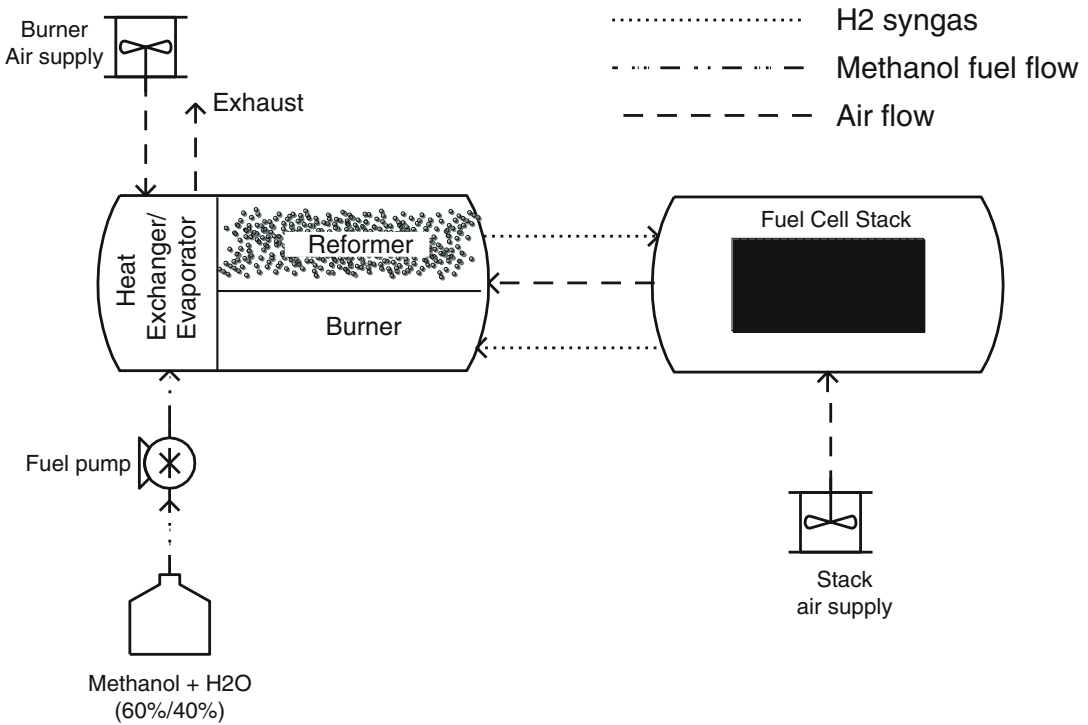 Burner
Air supply
H2 syngas
Methanol fuel flow
Air flow
Exhaust
Heat
Exchanger/
Evaporator
Reformer
Burner
Fuel Cell Stack
Fuel pump
Stack
air supply
Methanol + H2O
(60%/40%)